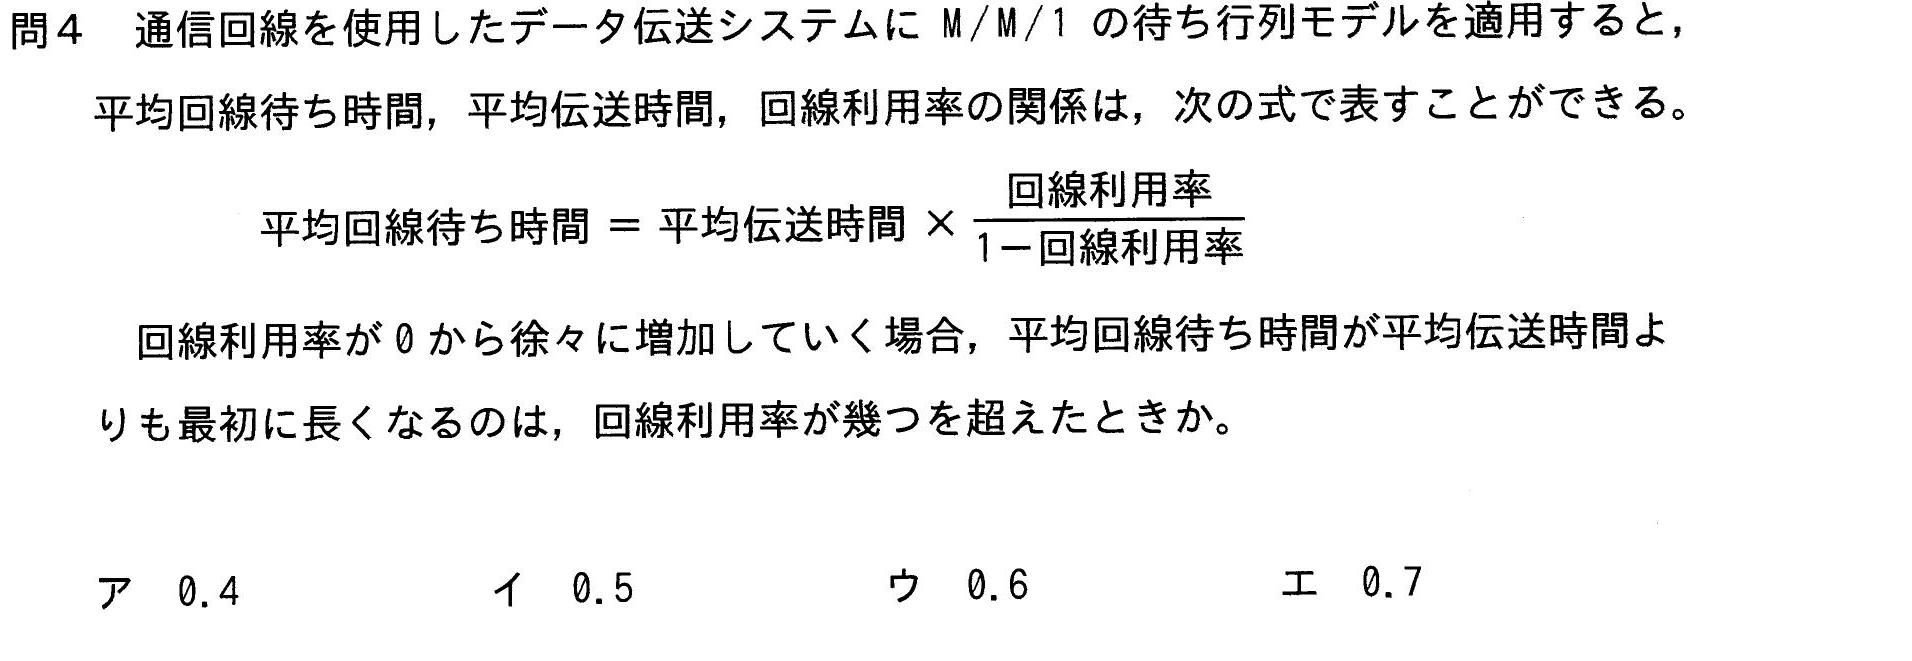 問4　通信回線を使用したデータ伝送システムに M/M/1 の待ち行列モデルを適用すると，
平均回線待ち時間，平均伝送時間，回線利用率の関係は，次の式で表すことができる。
平均回線待ち時間 ＝ 平均伝送時間 × 回線利用率
1－回線利用率
回線利用率が 0 から徐々に増加していく場合，平均回線待ち時間が平均伝送時間よ
りも最初に長くなるのは，回線利用率が幾つを超えたときか。
ア　0.4　イ　0.5　ウ　0.6　エ　0.7